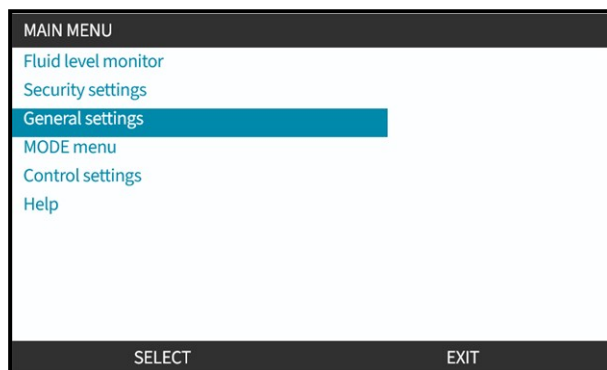 MAIN MENU
Fluid level monitor
Security settings
General settings
MODE menu
Control settings
Help
SELECT EXIT